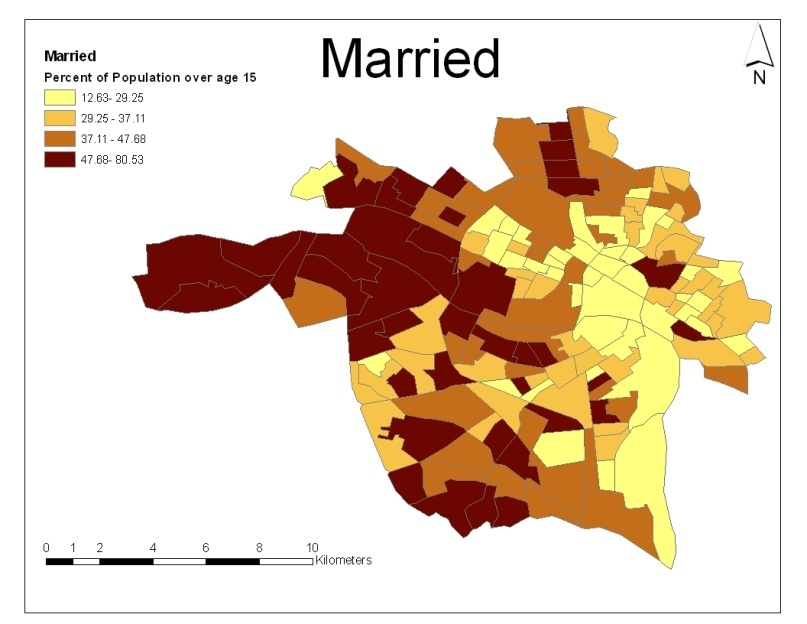 Married
Married
Percent of Population over age 15
12.63- 29.25
29.25 - 37.11
37.11 - 47.68
47.68- 80.53
N
0 1 2 4 6 8 10
Kilometers